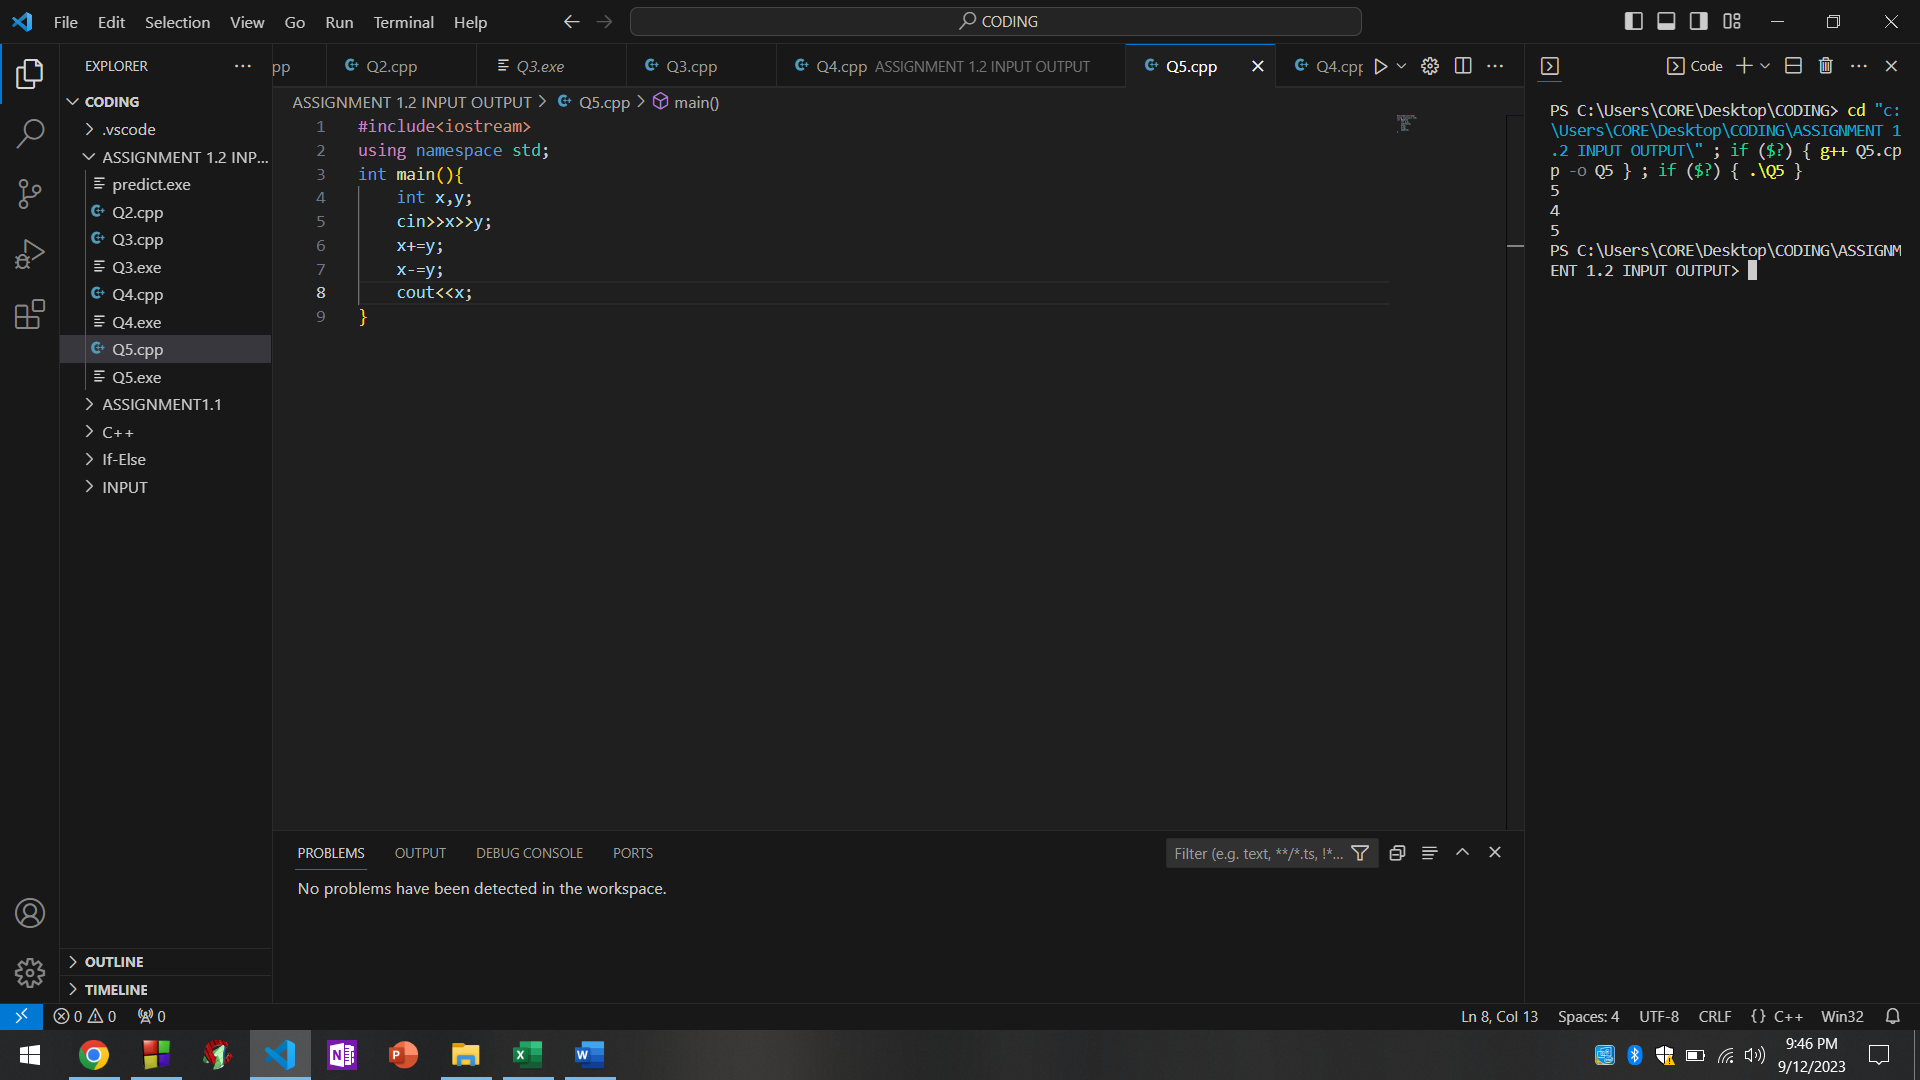 File Edit Selection View Go Run Terminal Help
CODING
EXPLORER
CODING
.vscode
ASSIGNMENT 1.2 INP...
predict.exe
Q2.cpp
Q3.cpp
Q3.exe
Q4.cpp
Q4.exe
Q5.cpp
Q5.exe
ASSIGNMENT1.1
C++
If-Else
INPUT
OUTLINE
TIMELINE
pp Q2.cpp Q3.exe Q3.cpp Q4.cpp ASSIGNMENT 1.2 INPUT OUTPUT Q5.cpp Q4.cpp
ASSIGNMENT 1.2 INPUT OUTPUT > Q5.cpp > main()
1 #include<iostream>
2 using namespace std;
3 int main(){
4 int x,y;
5 cin>>x>>y;
6 x+=y;
7 x-=y;
8 cout<<x;
9 }
PROBLEMS OUTPUT DEBUG CONSOLE PORTS
Filter (e.g. text, **/*.ts, !*...
No problems have been detected in the workspace.
Code
PS C:\Users\CORE\Desktop\CODING> cd "c:
\Users\CORE\Desktop\CODING\ASSIGNMENT 1
.2 INPUT OUTPUT\" ; if ($?) { g++ Q5.cp
p -o Q5 } ; if ($?) { .\Q5 }
5
4
5
PS C:\Users\CORE\Desktop\CODING\ASSIGNM
ENT 1.2 INPUT OUTPUT>
0 0 0
Ln 8, Col 13 Spaces: 4 UTF-8 CRLF {} C++ Win32
9:46 PM
9/12/2023